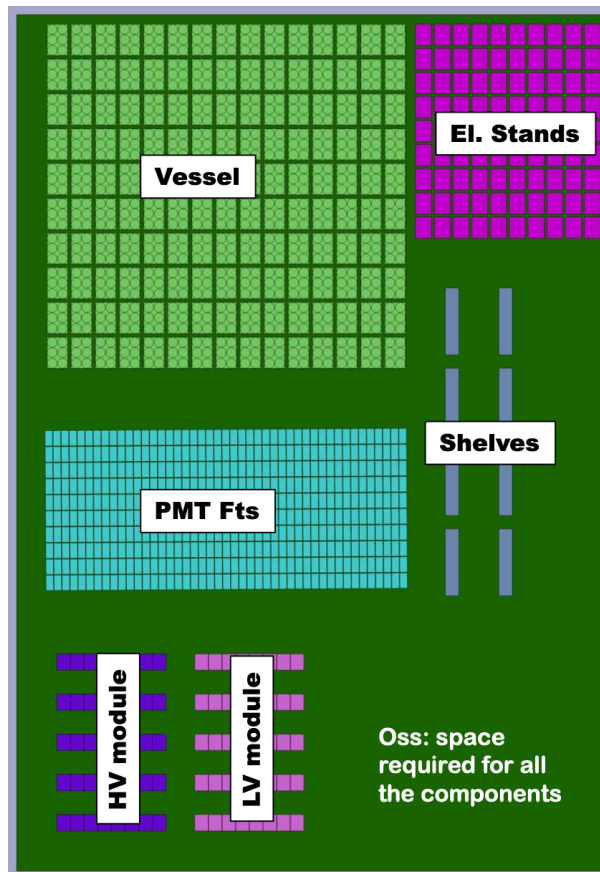 Vessel
El. Stands
Shelves
PMT Fts
HV module
LV module
Oss: space
required for all
the components